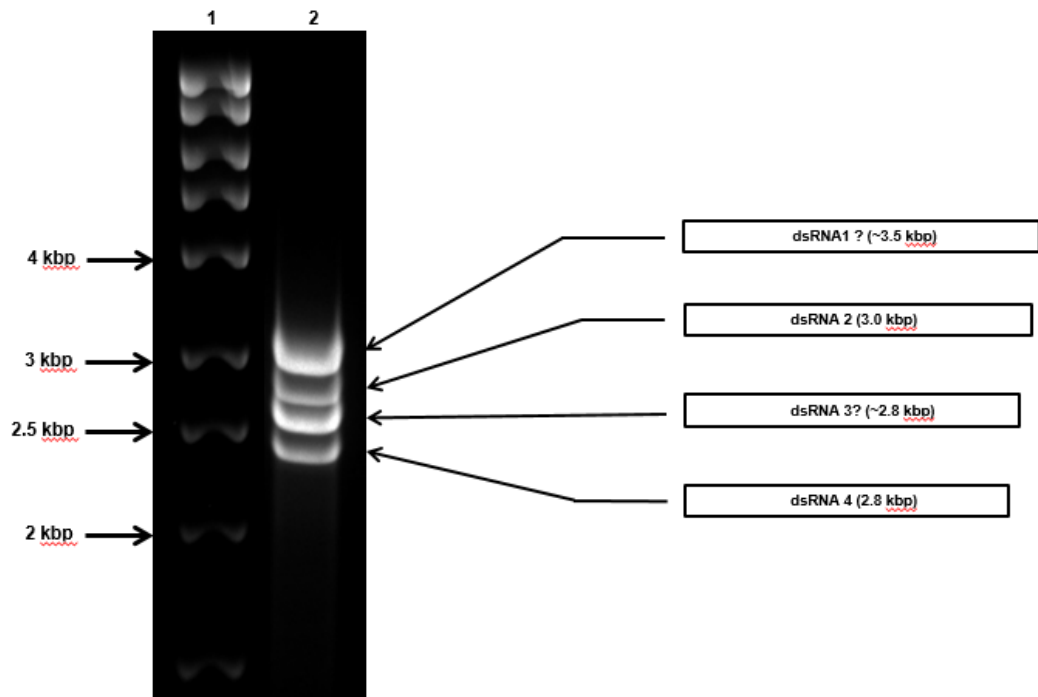 1 2
4 kbp
3 kbp
2.5 kbp
2 kbp
dsRNA1 ? (~3.5 kbp)
dsRNA 2 (3.0 kbp)
dsRNA 3? (~2.8 kbp)
dsRNA 4 (2.8 kbp)